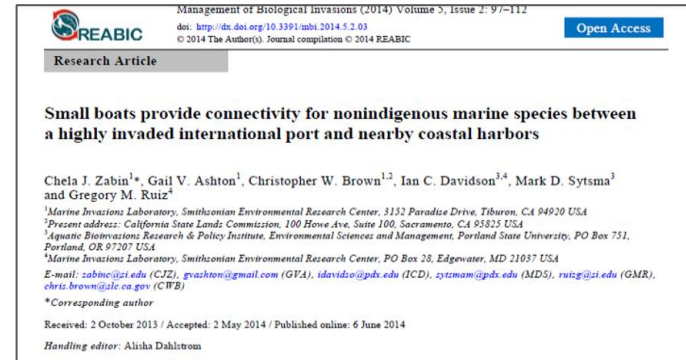 Management of Biological Invasions (2014) Volume 5, Issue 2: 97–112
REABIC
doi: http://dx.doi.org/10.3391/mbi.2014.5.2.03
© 2014 The Author(s). Journal compilation © 2014 REABIC
Open Access
Research Article
Small boats provide connectivity for nonindigenous marine species between
a highly invaded international port and nearby coastal harbors
Chela J. Zabin1*, Gail V. Ashton1, Christopher W. Brown1,2, Ian C. Davidson3,4, Mark D. Sytsma3
and Gregory M. Ruiz4
1Marine Invasions Laboratory, Smithsonian Environmental Research Center, 3152 Paradise Drive, Tiburon, CA 94920 USA
2Present address: California State Lands Commission, 100 Howe Ave, Suite 100, Sacramento, CA 95825 USA
3Aquatic Bioinvasions Research & Policy Institute, Environmental Sciences and Management, Portland State University, PO Box 751,
Portland, OR 97207 USA
4Marine Invasions Laboratory, Smithsonian Environmental Research Center, PO Box 28, Edgewater, MD 21037 USA
E-mail: zabinc@si.edu (CJZ), gvashton@gmail.com (GVA), idavidso@pdx.edu (ICD), sytsmam@pdx.edu (MDS), ruizg@si.edu (GMR),
chris.brown@slc.ca.gov (CWB)
*Corresponding author
Received: 2 October 2013 / Accepted: 2 May 2014 / Published online: 6 June 2014
Handling editor: Alisha Dahlstrom